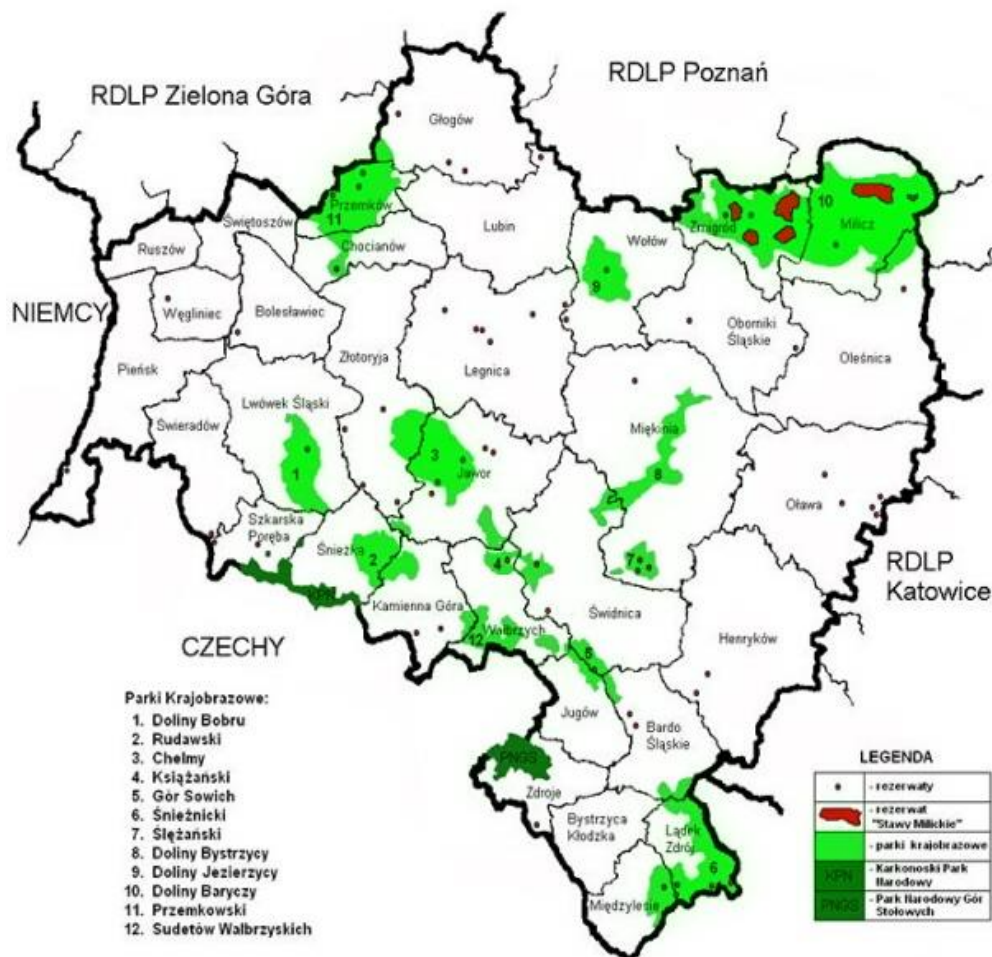 RDLP Poznań
RDLP Zielona Góra
Głogów
10
Przemków
11
Żmigród
Milicz
Świętoszów
Lubin
Wołów
Ruszów
Chocianów
9
NIEMCY
Węgliniec
Bolesławiec
Oborniki
Śląskie
Złotoryja
Legnica
Oleśnica
Pieńsk
Lwówek Śląski
Świeradów
Miękinia
3
Jawor
1
8
Oława
Szklarska
Poręba
Śnieżka
2
4
7
RDLP
Katowice
Kamienna Góra
Świdnica
Wałbrzych
12
Henryków
CZECHY
5
Jugów
Bardo
Śląskie
PNGS
Zdroje
Bystrzyca
Kłodzka
Lądek
Zdrój
6
Międzylesie
Parki Krajobrazowe:
1. Doliny Bobru
2. Rudawski
3. Chelmy
4. Książański
5. Gór Sowich
6. Śnieżnicki
7. Ślężański
8. Doliny Bystrzycy
9. Doliny Jezierzycy
10. Doliny Baryczy
11. Przemkowski
12. Sudetów Walbrzyskich
LEGENDA
- rezerwaty
- rezerwat
"Stawy Milickie"
- parki krajobrazowe
KPN
- Karkonoski Park
Narodowy
PNGS
- Park Narodowy Gór
Stołowych